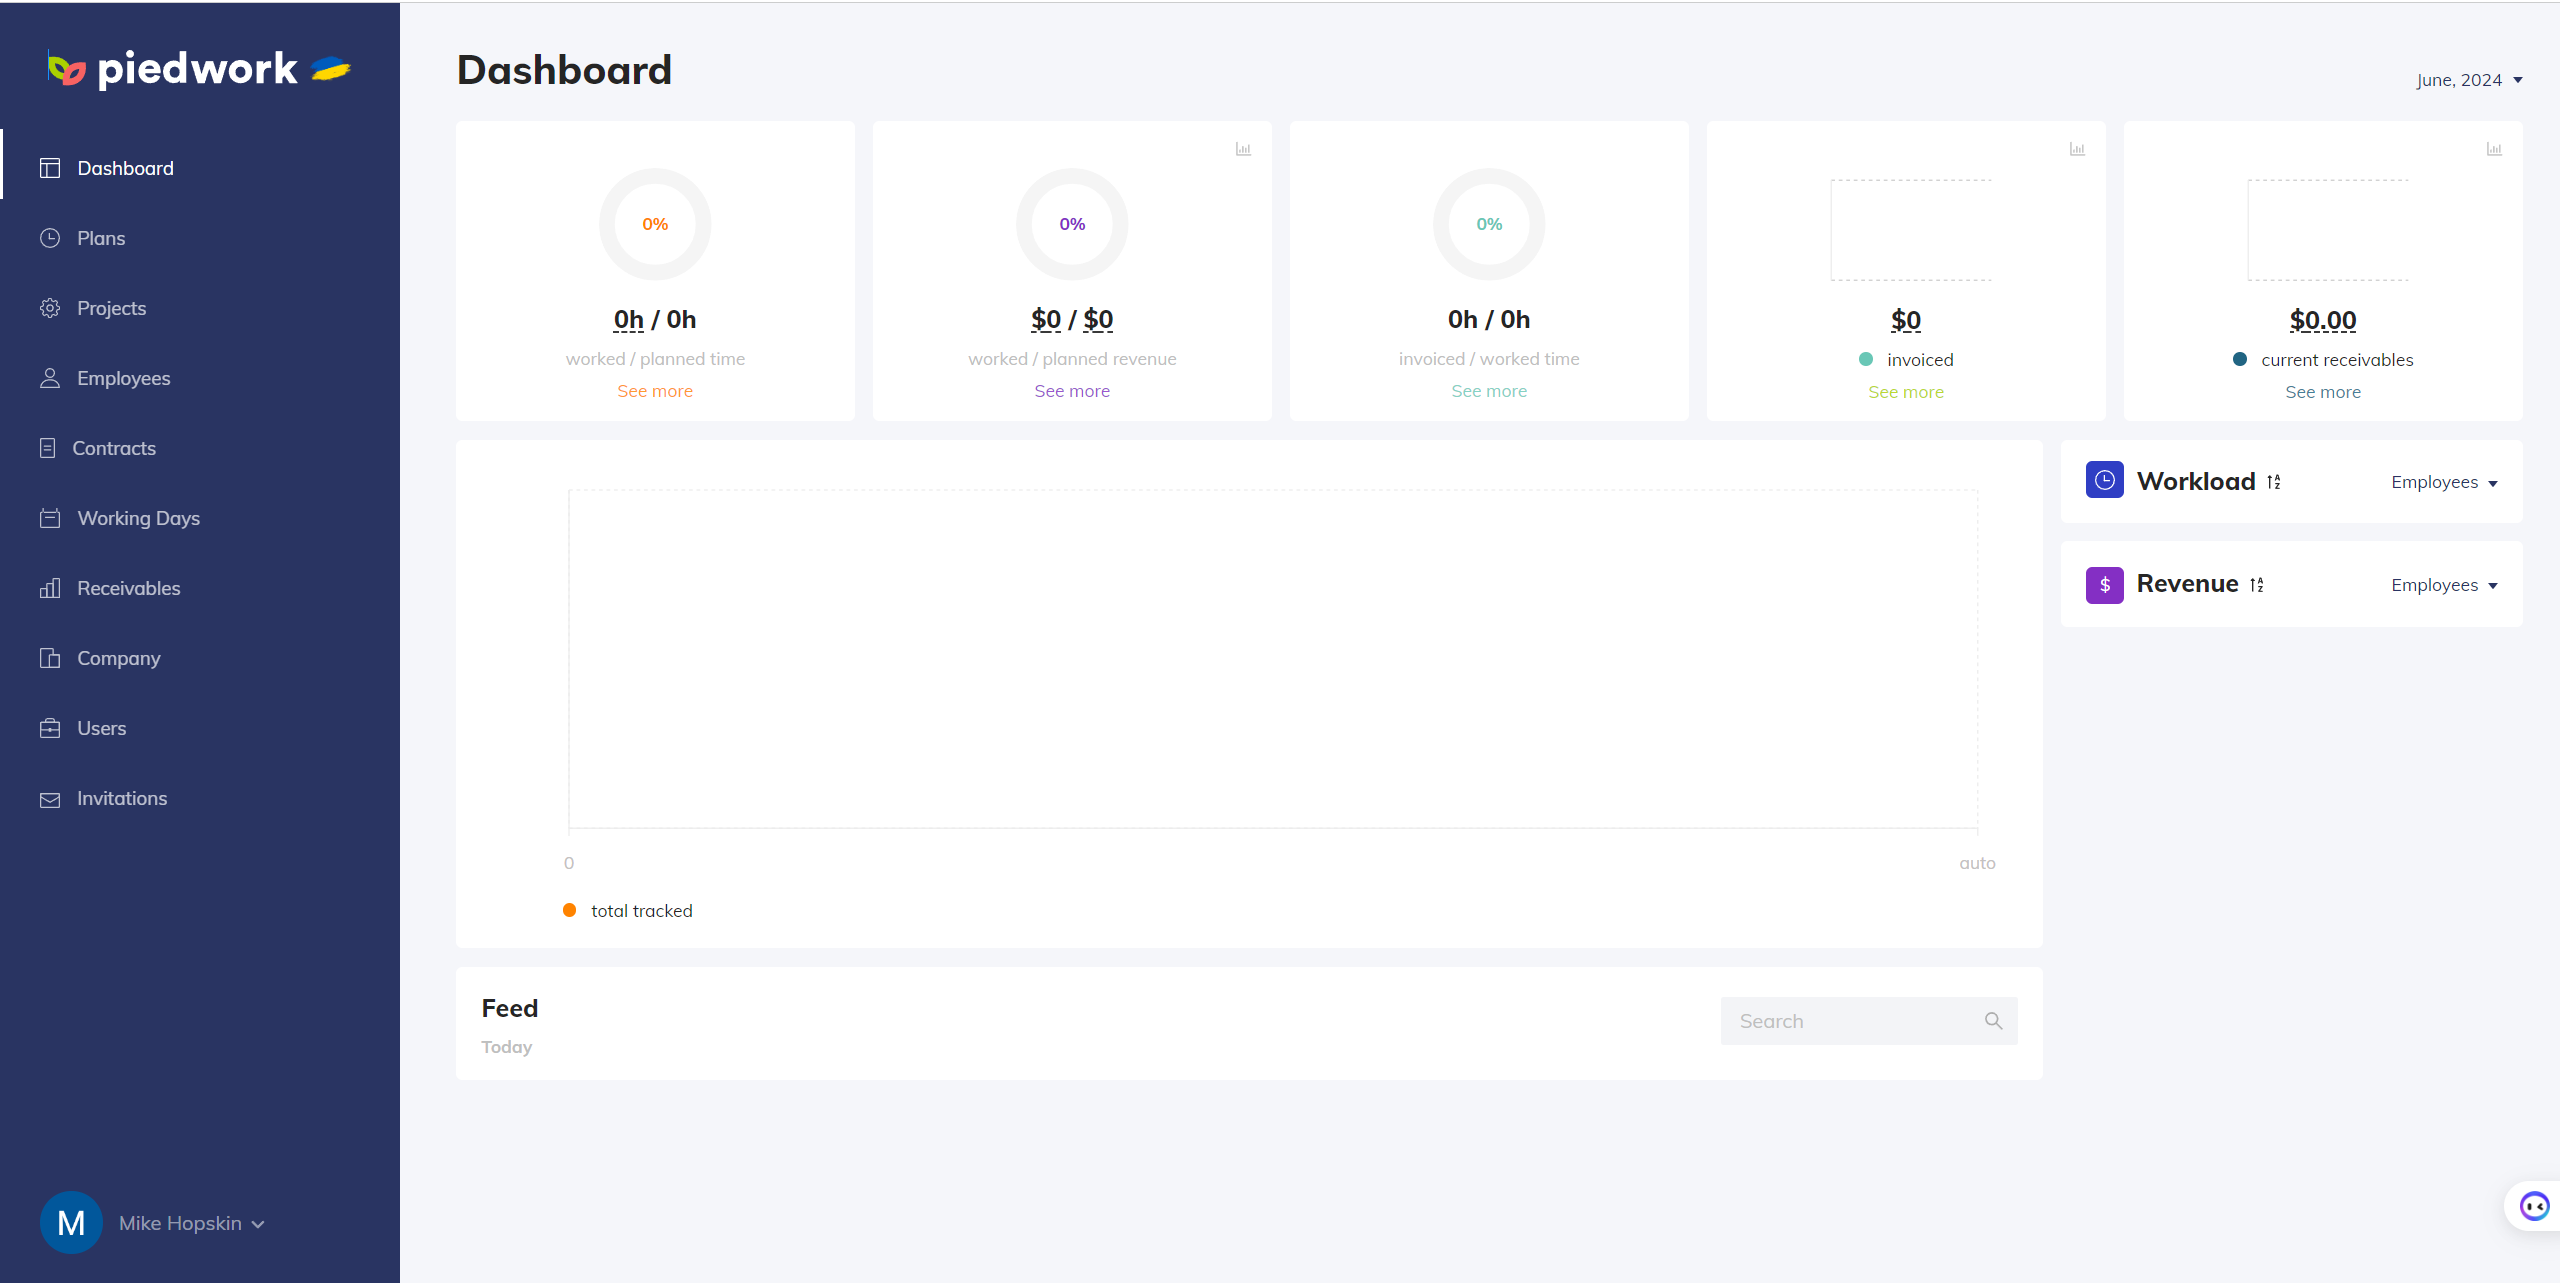 piedwork
Dashboard
Plans
Projects
Employees
Contracts
Working Days
Receivables
Company
Users
Invitations
M
Mike Hopskin
Dashboard
June, 2024
0%
0h / 0h
worked / planned time
See more
0%
$0 / $0
worked / planned revenue
See more
0%
0h / 0h
invoiced / worked time
See more
$0
invoiced
See more
$0.00
current receivables
See more
0
auto
total tracked
Workload
Employees
$
Revenue
Employees
Feed
Today
Search